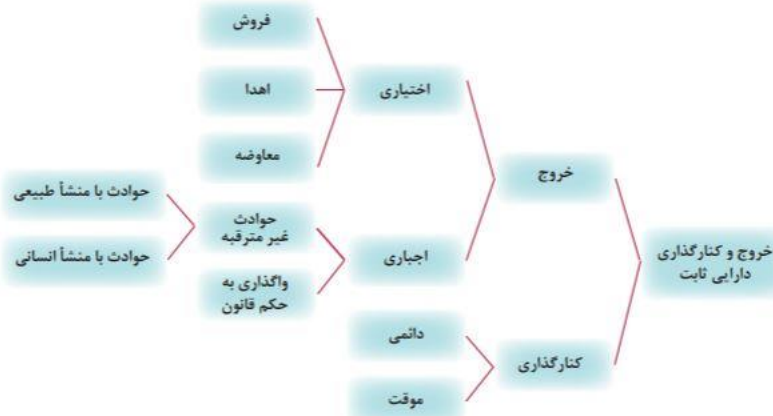 خروج و کنارگذاری
دارایی ثابت
خروج
اختیاری
فروش
اهدا
معاوضه
اجباری
حوادث
غیر مترقبه
حوادث با منشأ طبیعی
حوادث با منشأ انسانی
واگذاری به
حکم قانون
کنارگذاری
دائمی
موقت